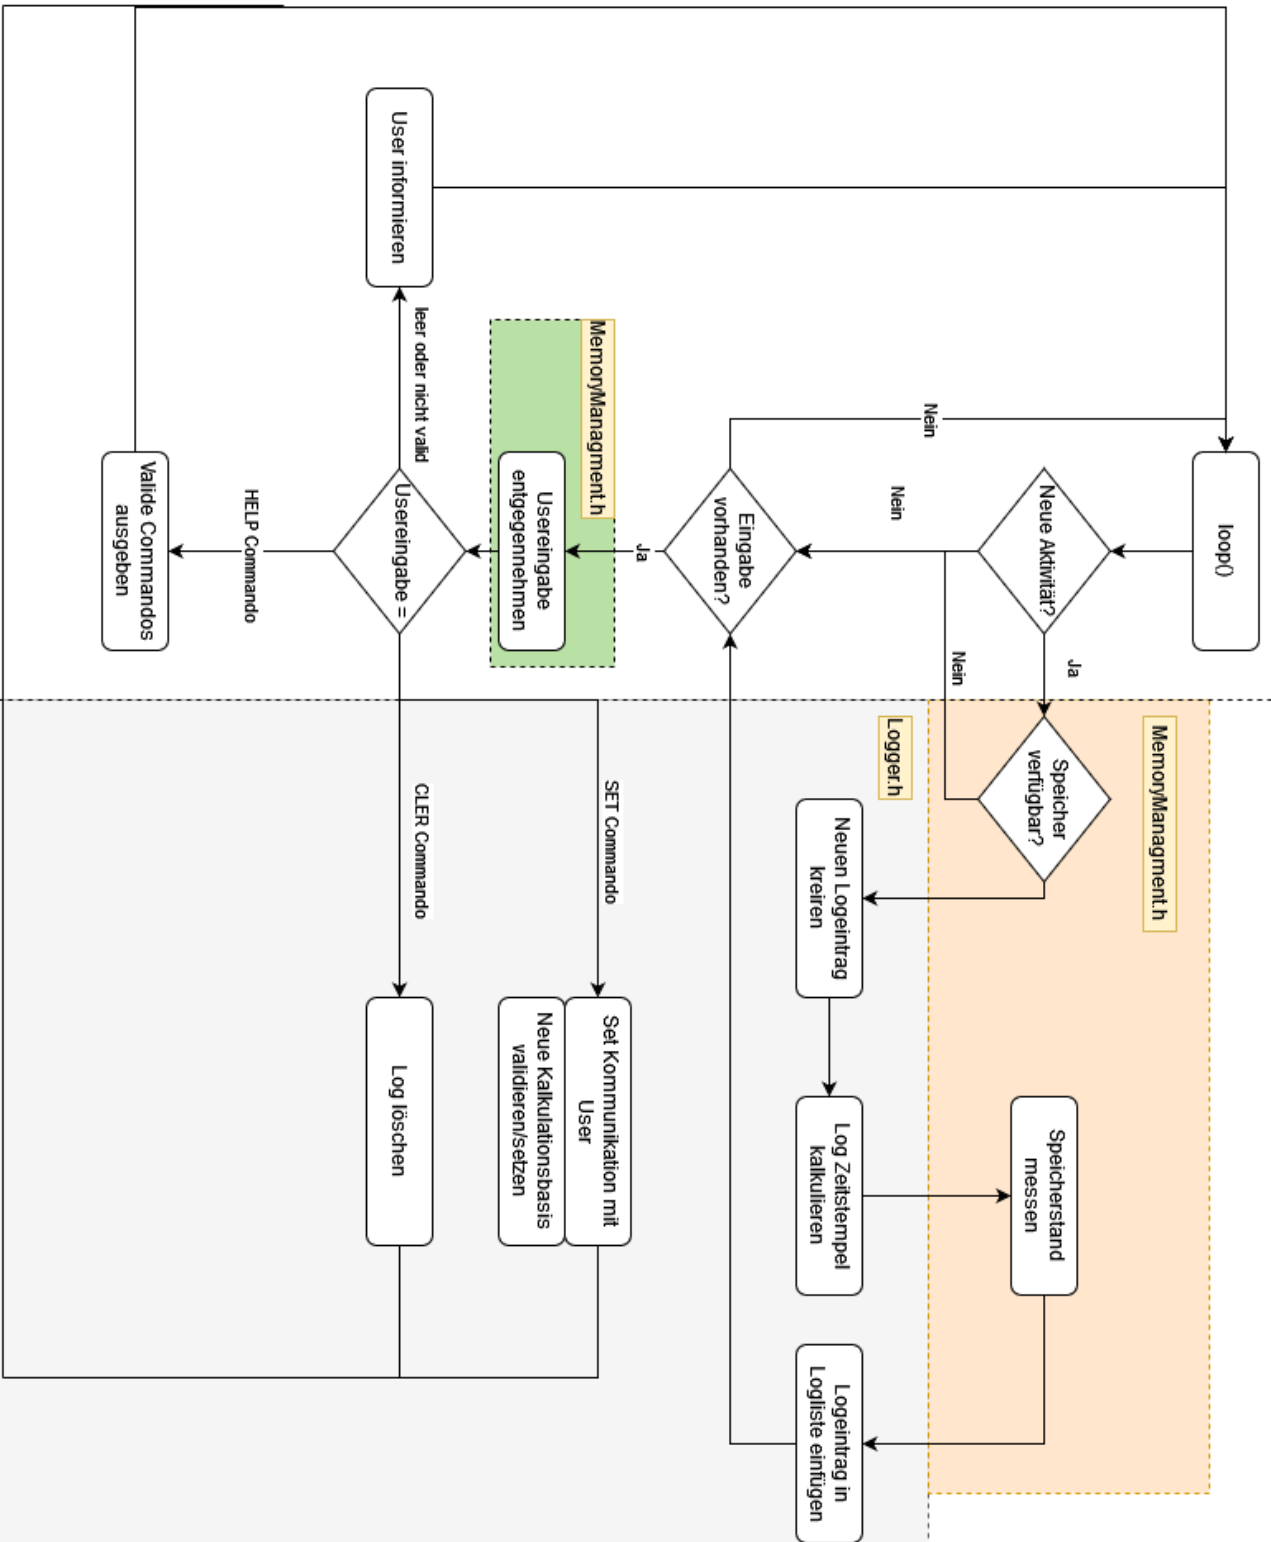 loop()
Neue Aktivität?
Ja
MemoryManagment.h
Speicher
verfügbar?
Nein
Nein
Nein
Logger.h
Neuen Logeintrag
kreiren
Log Zeitstempel
kalkulieren
Speicherstand
messen
Logeintrag in
Logliste einfügen
Eingabe
vorhanden?
Ja
MemoryManagment.h
Usereingabe
entgegennehmen
Usereingabe =
leer oder nicht valid
User informieren
SET Commando
Set Kommunikation mit
User
Neue Kalkulationsbasis
validieren/setzen
CLER Commando
Log löschen
HELP Commando
Valide Commandos
ausgeben